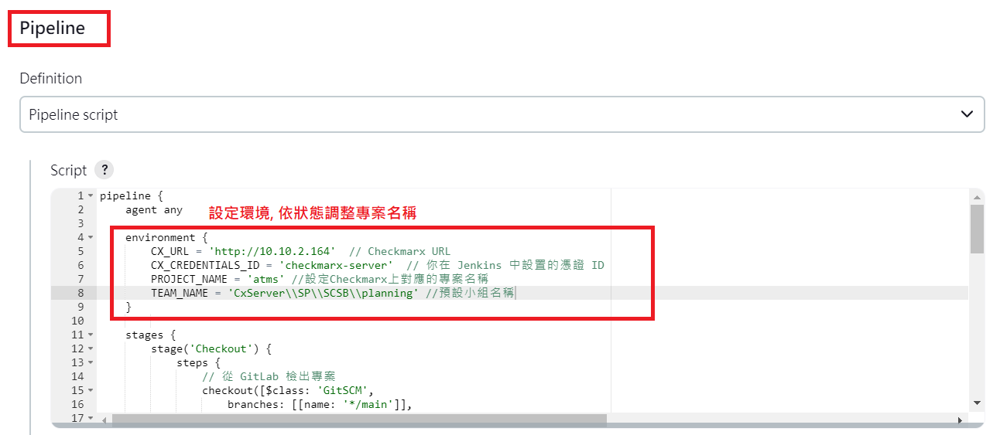 Pipeline
Definition
Pipeline script
Script ?
1 pipeline {
2 agent any
設定環境, 依狀態調整專案名稱
3
4 environment {
5 CX_URL = 'http://10.10.2.164'  // Checkmarx URL
6 CX_CREDENTIALS_ID = 'checkmarx-server'  // 你在 Jenkins 中設置的憑證 ID
7 PROJECT_NAME = 'atms' //設定Checkmarx上對應的專案名稱
8 TEAM_NAME = 'CxServer\\SP\\SCSB\\planning' //預設小組名稱
9 }
10
11 stages {
12 stage('Checkout') {
13 steps {
14 // 從 GitLab 檢出專案
15 checkout([$class: 'GitSCM',
16 branches: [[name: '*/main']],
17